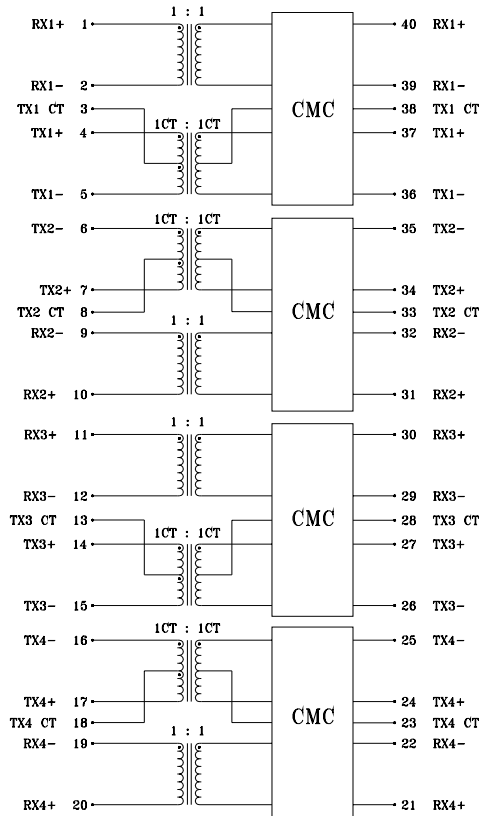 1 : 1
RX1+ 1 40 RX1+
RX1- 2 39 RX1-
TX1 CT 3 CMC 38 TX1 CT
1CT : 1CT
TX1+ 4 37 TX1+
TX1- 5 36 TX1-
1CT : 1CT
TX2- 6 35 TX2-
TX2+ 7 34 TX2+
TX2 CT 8 CMC 33 TX2 CT
1 : 1
RX2- 9 32 RX2-
RX2+ 10 31 RX2+
1 : 1
RX3+ 11 30 RX3+
RX3- 12 29 RX3-
TX3 CT 13 CMC 28 TX3 CT
1CT : 1CT
TX3+ 14 27 TX3+
TX3- 15 26 TX3-
1CT : 1CT
TX4- 16 25 TX4-
TX4+ 17 24 TX4+
TX4 CT 18 CMC 23 TX4 CT
1 : 1
RX4- 19 22 RX4-
RX4+ 20 21 RX4+